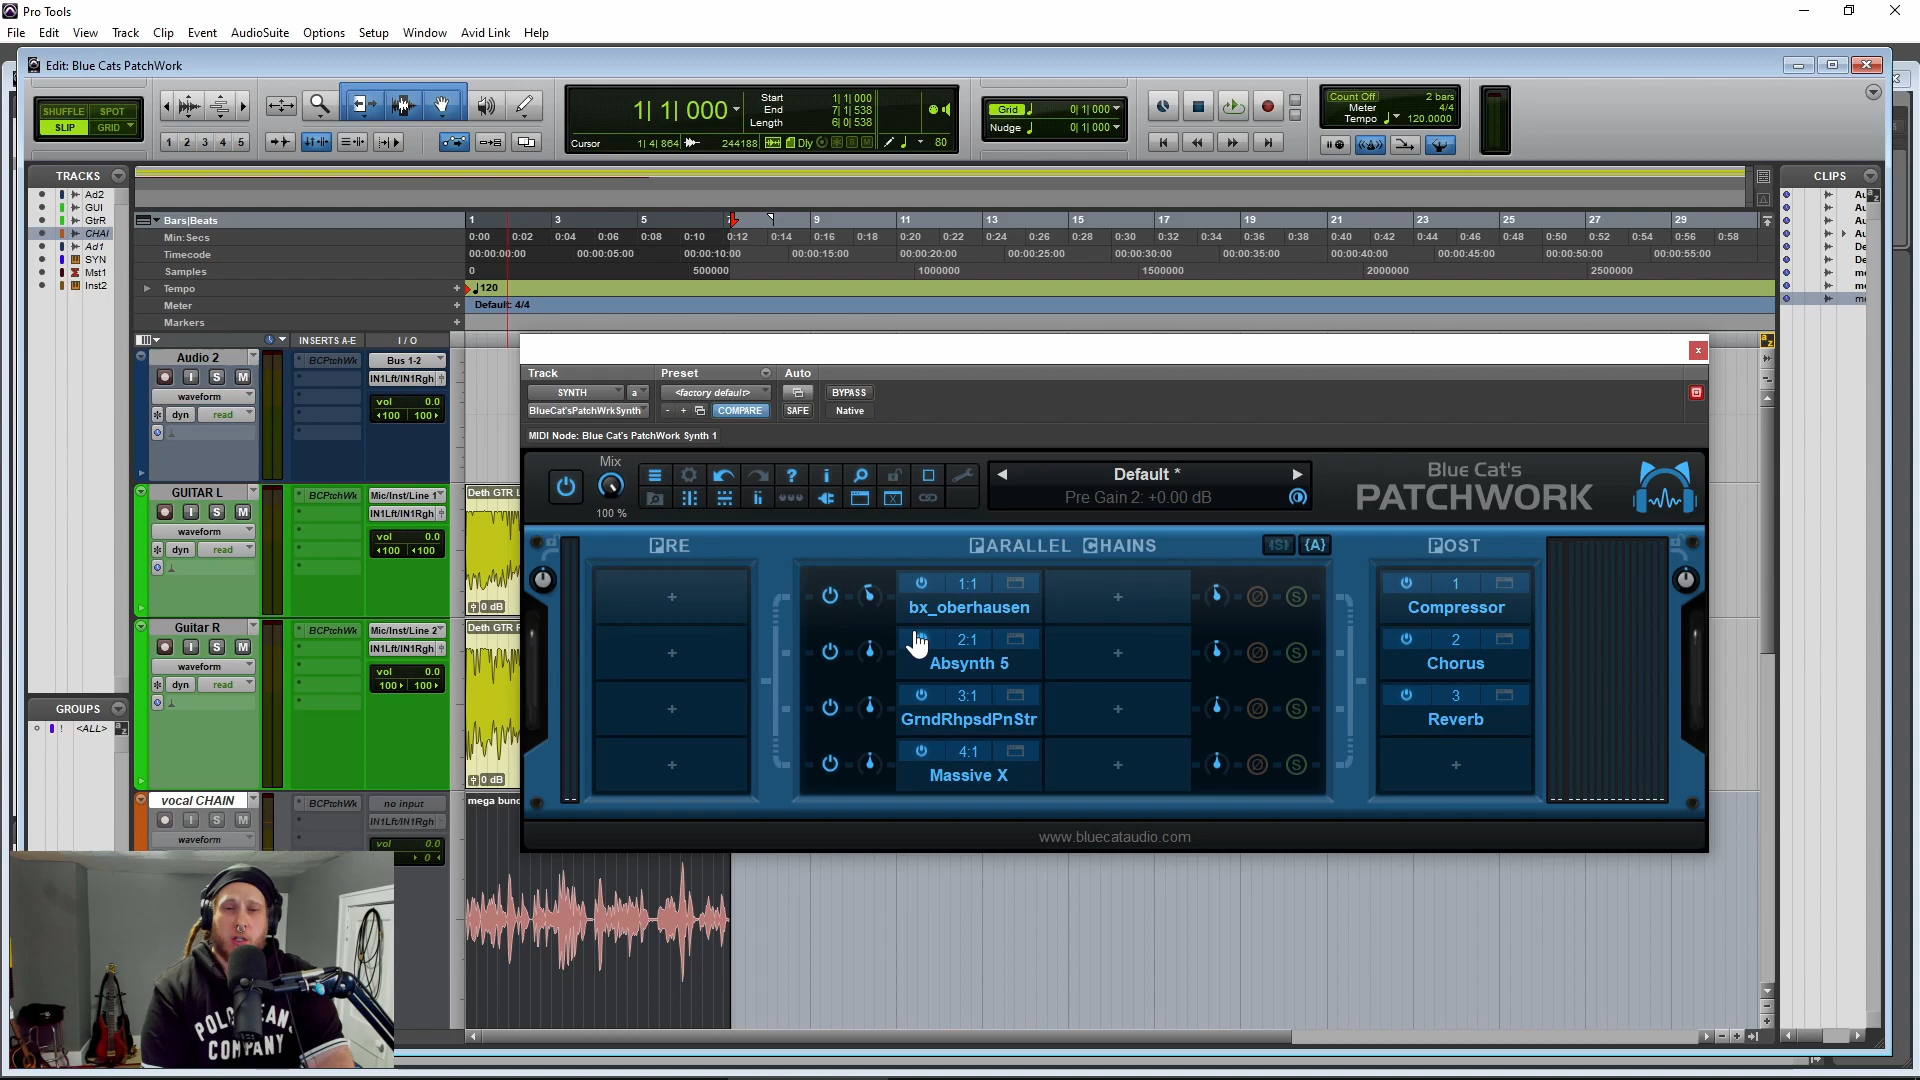 Pro Tools
File Edit View Track Clip Event AudioSuite Options Setup Window Avid Link Help
Edit: Blue Cats PatchWork
SHUFFLE SPOT
SLIP GRID
1 2 3 4 5
1| 1| 000
Start 1| 1| 000
End 7| 1| 538
Length 6| 0| 538
Cursor 1| 4| 864 244188 Dly S M 80
Grid 0| 1| 000
Nudge 0| 1| 000
Count Off 2 bars
Meter 4/4
Tempo 120.0000
TRACKS
Ad2
GUI
GtrR
CHAI
Ad1
SYN
Mst1
Inst2
CLIPS
Bars|Beats 1 3 5 7 9 11 13 15 17 19 21 23 25 27 29
Min:Secs 0:00 0:02 0:04 0:06 0:08 0:10 0:12 0:14 0:16 0:18 0:20 0:22 0:24 0:26 0:28 0:30 0:32 0:34 0:36 0:38 0:40 0:42 0:44 0:46 0:48 0:50 0:52 0:54 0:56 0:58
Timecode 00:00:00:00 00:00:05:00 00:00:10:00 00:00:15:00 00:00:20:00 00:00:25:00 00:00:30:00 00:00:35:00 00:00:40:00 00:00:45:00 00:00:50:00 00:00:55:00
Samples 0 500000 1000000 1500000 2000000 2500000
Tempo + 120
Meter + Default: 4/4
Markers +
INSERTS A-E I / O
Audio 2 BCPtchWk Bus 1-2
I S M IN1Lft/IN1Rgh
waveform
dyn read
vol 0.0
100 100
GUITAR L BCPtchWk Mic/Inst/Line 1
I S M IN1Lft/IN1Rgh
waveform
dyn read
vol 0.0
100 100
Deth GTR L
0 dB
Guitar R BCPtchWk Mic/Inst/Line 2
I S M IN1Lft/IN1Rgh
waveform
dyn read
vol 0.0
100 100
Deth GTR R
0 dB
GROUPS
! <ALL>
vocal CHAIN BCPtchWk no input
I S M IN1Lft/IN1Rgh
waveform
vol 0.0
0
mega bund
Track Preset Auto
SYNTH a <factory default>
BYPASS
BlueCat'sPatchWrkSynth - + COMPARE SAFE Native
MIDI Node: Blue Cat's PatchWork Synth 1
Mix
100 %
Default *
Pre Gain 2: +0.00 dB
Blue Cat's
PATCHWORK
PRE PARALLEL CHAINS |S| {A} POST
1:1
bx_oberhausen
2:1
Absynth 5
3:1
GrndRhpsdPnStr
4:1
Massive X
1
Compressor
2
Chorus
3
Reverb
www.bluecataudio.com
COMPANY